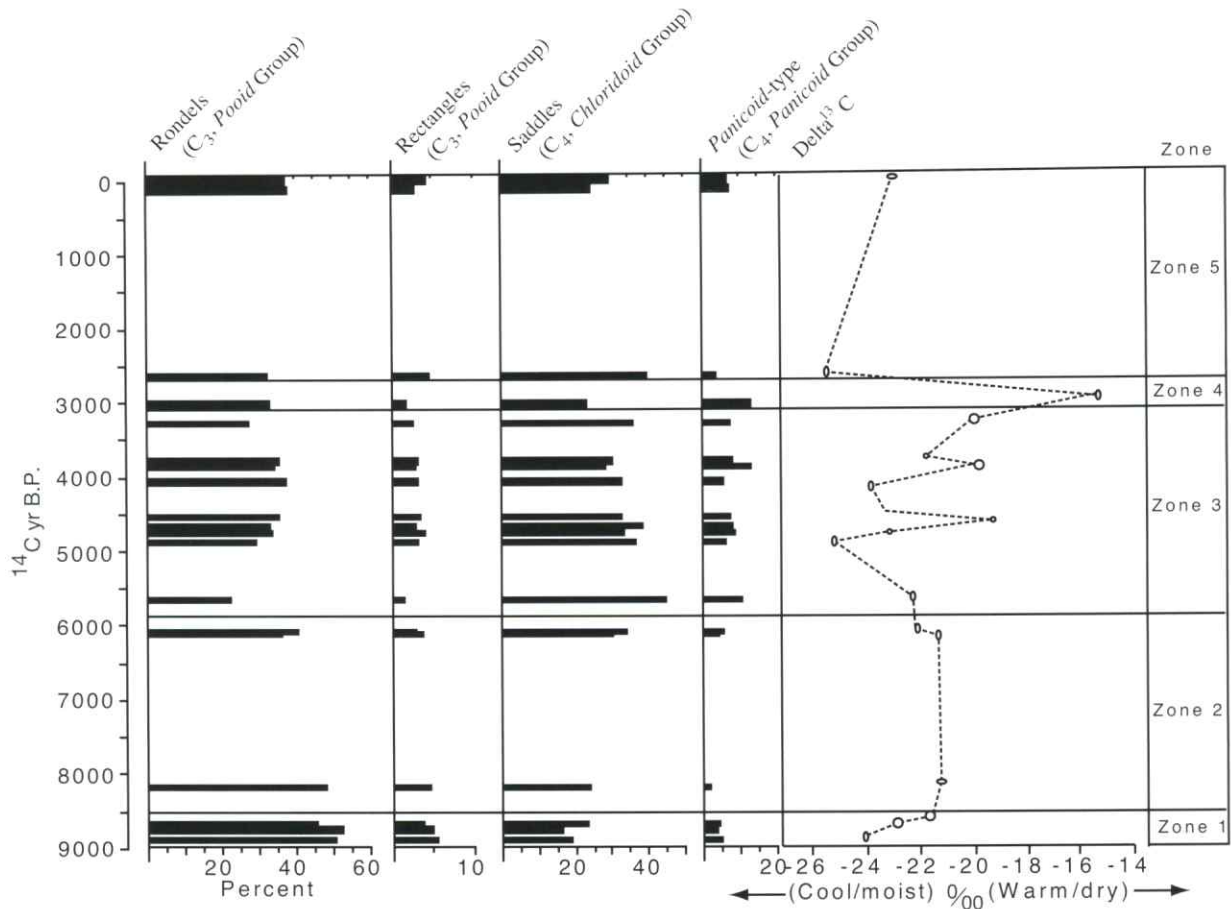 Rondels
(C3, Pooid Group)
Rectangles
(C3, Pooid Group)
Saddles
(C4, Chloridoid Group)
Panicoid-type
(C4, Panicoid Group)
Delta13 C
Zone
14C yr B.P.
0
1000
2000
3000
4000
5000
6000
7000
8000
9000
Zone 5
Zone 4
Zone 3
Zone 2
Zone 1
0 20 40 60
10
20 40
20
-26 -24 -22 -20 -18 -16 -14
Percent
(Cool/moist) ‰ (Warm/dry)